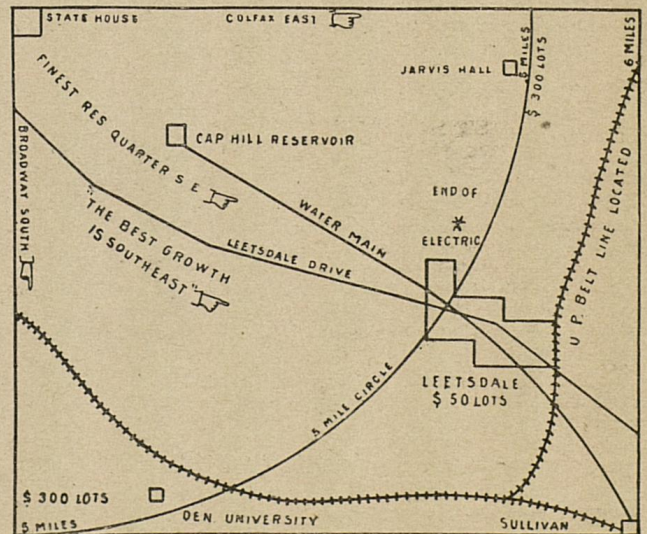 STATE HOUSE
COLFAX EAST
6 MILES
5 MILES
$300 LOTS
JARVIS HALL
FINEST RES QUARTER S E
CAP HILL RESERVOIR
BROADWAY SOUTH
END OF
ELECTRIC
WATER MAIN
"THE BEST GROWTH
IS SOUTHEAST"
LEETSDALE DRIVE
U P. BELT LINE LOCATED
LEETSDALE
$50 LOTS
5 MILE CIRCLE
$300 LOTS
5 MILES
DEN. UNIVERSITY
SULLIVAN